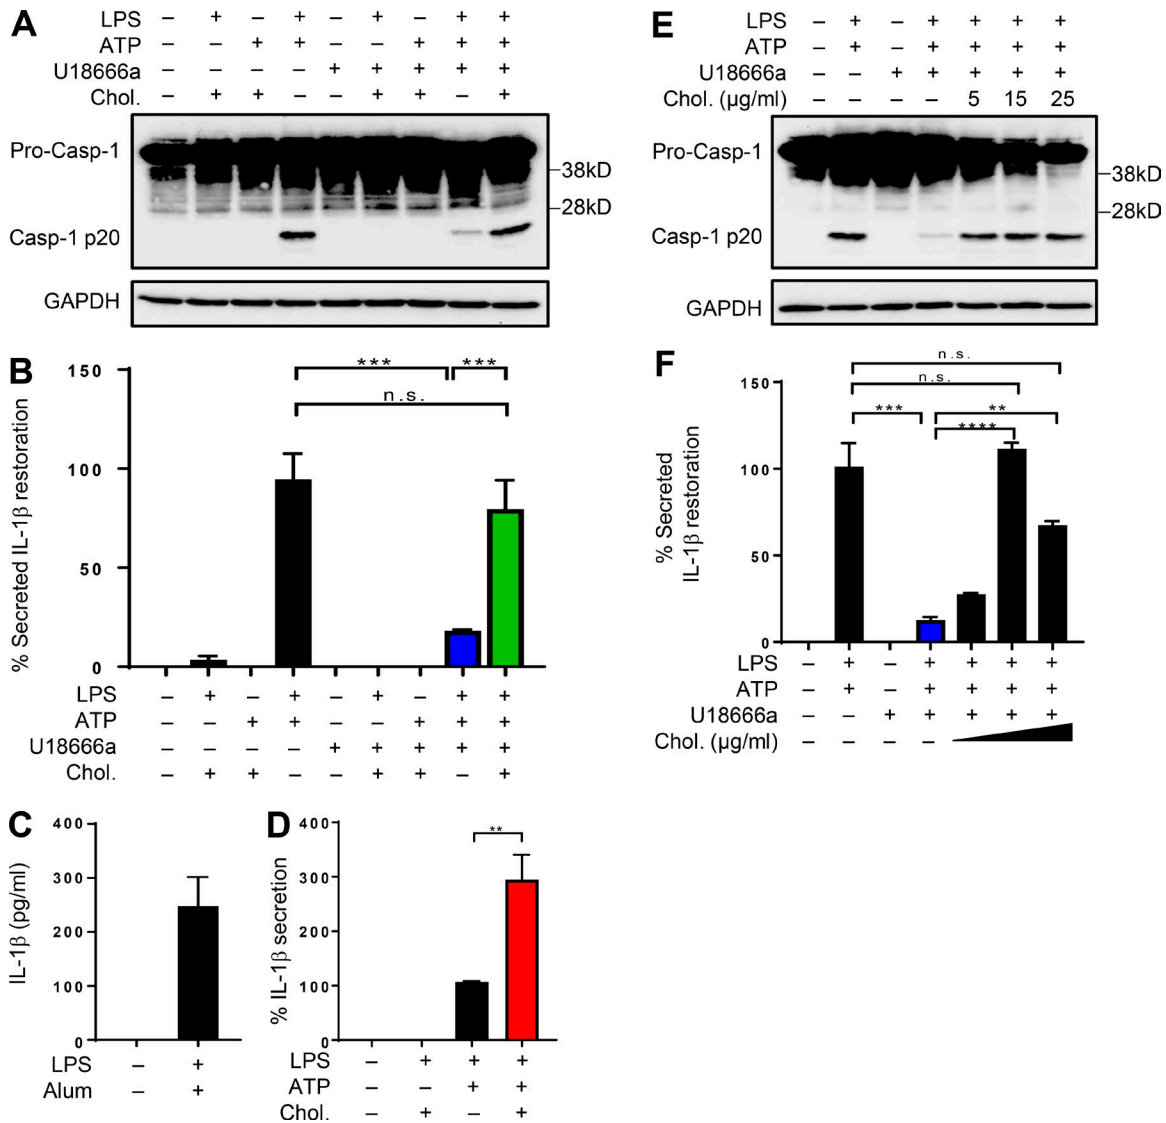 A
LPS – + – + – + – + +
ATP – – + + – – + + +
U18666a – – – – + + + + +
Chol. – + + – – + + – +
Pro-Casp-1
38kD
28kD
Casp-1 p20
GAPDH
B
% Secreted IL-1β restoration
150
100
50
0
***
***
n.s.
LPS – + – + – + – + +
ATP – – + + – – + + +
U18666a – – – – + + + + +
Chol. – + + – – + + – +
C
IL-1β (pg/ml)
400
300
200
100
0
LPS – +
Alum – +
D
% IL-1β secretion
400
300
200
100
0
**
LPS – + + +
ATP – – + +
Chol. – + – +
E
LPS – + – + + + +
ATP – + – + + + +
U18666a – – + + + + +
Chol. (µg/ml) – – – – 5 15 25
Pro-Casp-1
38kD
28kD
Casp-1 p20
GAPDH
F
% Secreted
IL-1β restoration
150
100
50
0
n.s.
n.s.
***
**
****
LPS – + – + + + +
ATP – + – + + + +
U18666a – – + + + + +
Chol. (µg/ml) – – – –